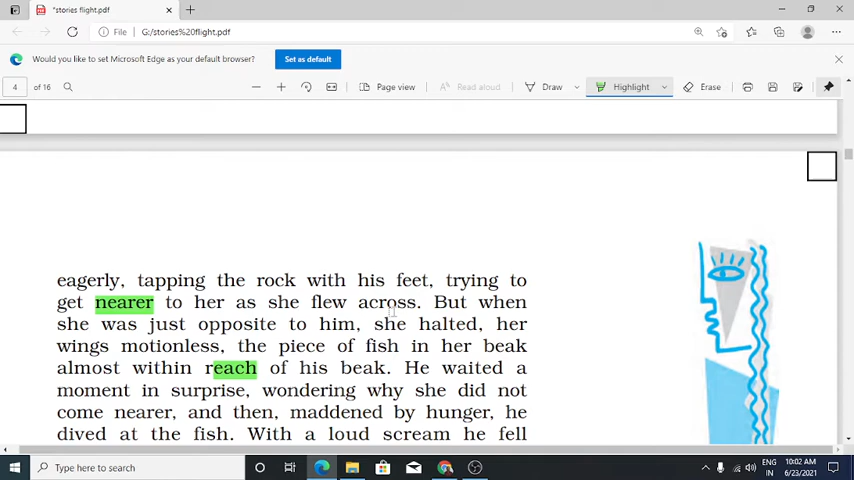 *stories flight.pdf
File
G:/stories%20flight.pdf
Would you like to set Microsoft Edge as your default browser?
Set as default
4
of 16
Page view
Read aloud
Draw
Highlight
Erase
eagerly, tapping the rock with his feet, trying to
get nearer to her as she flew across. But when
she was just opposite to him, she halted, her
wings motionless, the piece of fish in her beak
almost within reach of his beak. He waited a
moment in surprise, wondering why she did not
come nearer, and then, maddened by hunger, he
dived at the fish. With a loud scream he fell
Type here to search
ENG
IN
10:02 AM
6/23/2021